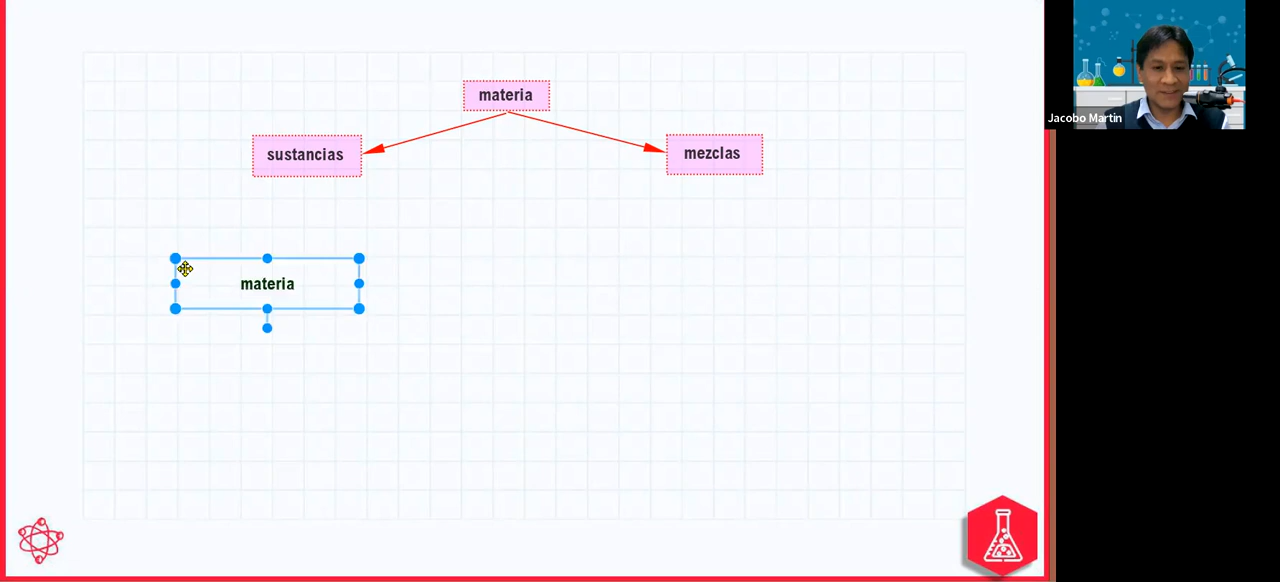 materia
sustancias
mezclas
materia
Jacobo Martin